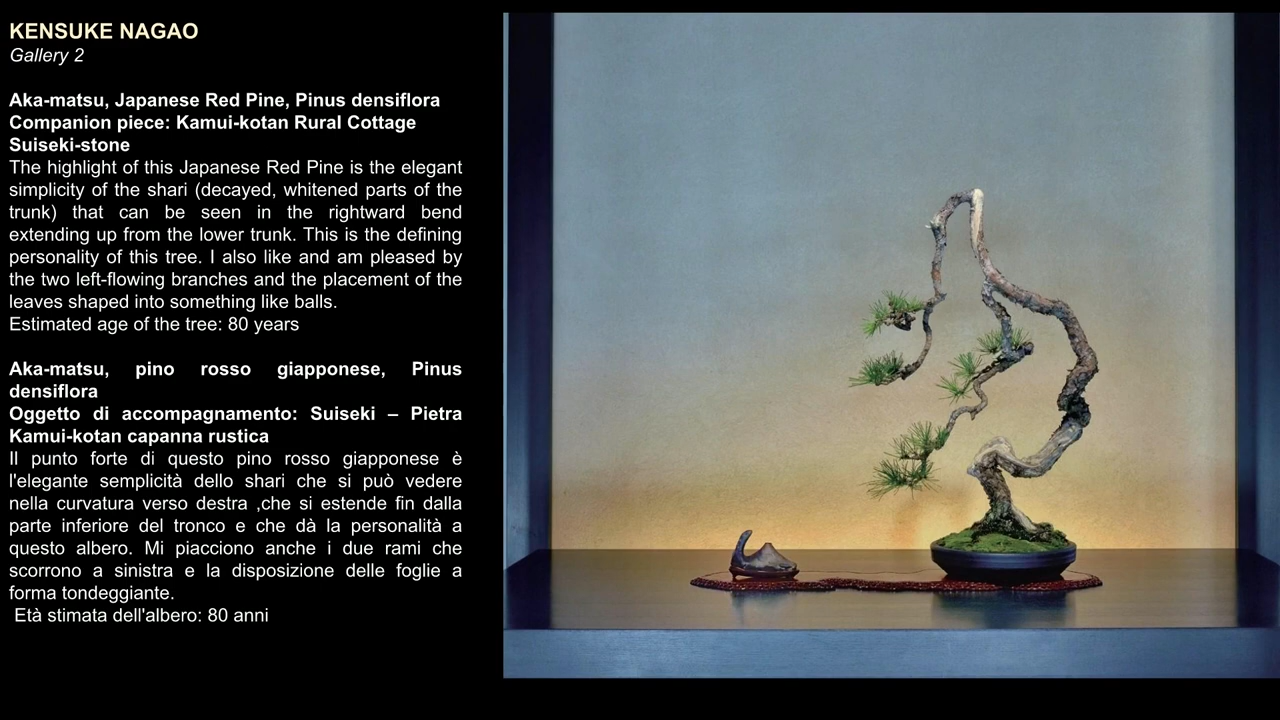 KENSUKE NAGAO
Gallery 2
Aka-matsu, Japanese Red Pine, Pinus densiflora
Companion piece: Kamui-kotan Rural Cottage
Suiseki-stone
The highlight of this Japanese Red Pine is the elegant
simplicity of the shari (decayed, whitened parts of the
trunk) that can be seen in the rightward bend
extending up from the lower trunk. This is the defining
personality of this tree. I also like and am pleased by
the two left-flowing branches and the placement of the
leaves shaped into something like balls.
Estimated age of the tree: 80 years
Aka-matsu, pino rosso giapponese, Pinus
densiflora
Oggetto di accompagnamento: Suiseki – Pietra
Kamui-kotan capanna rustica
Il punto forte di questo pino rosso giapponese è
l'elegante semplicità dello shari che si può vedere
nella curvatura verso destra ,che si estende fin dalla
parte inferiore del tronco e che dà la personalità a
questo albero. Mi piacciono anche i due rami che
scorrono a sinistra e la disposizione delle foglie a
forma tondeggiante.
Età stimata dell'albero: 80 anni